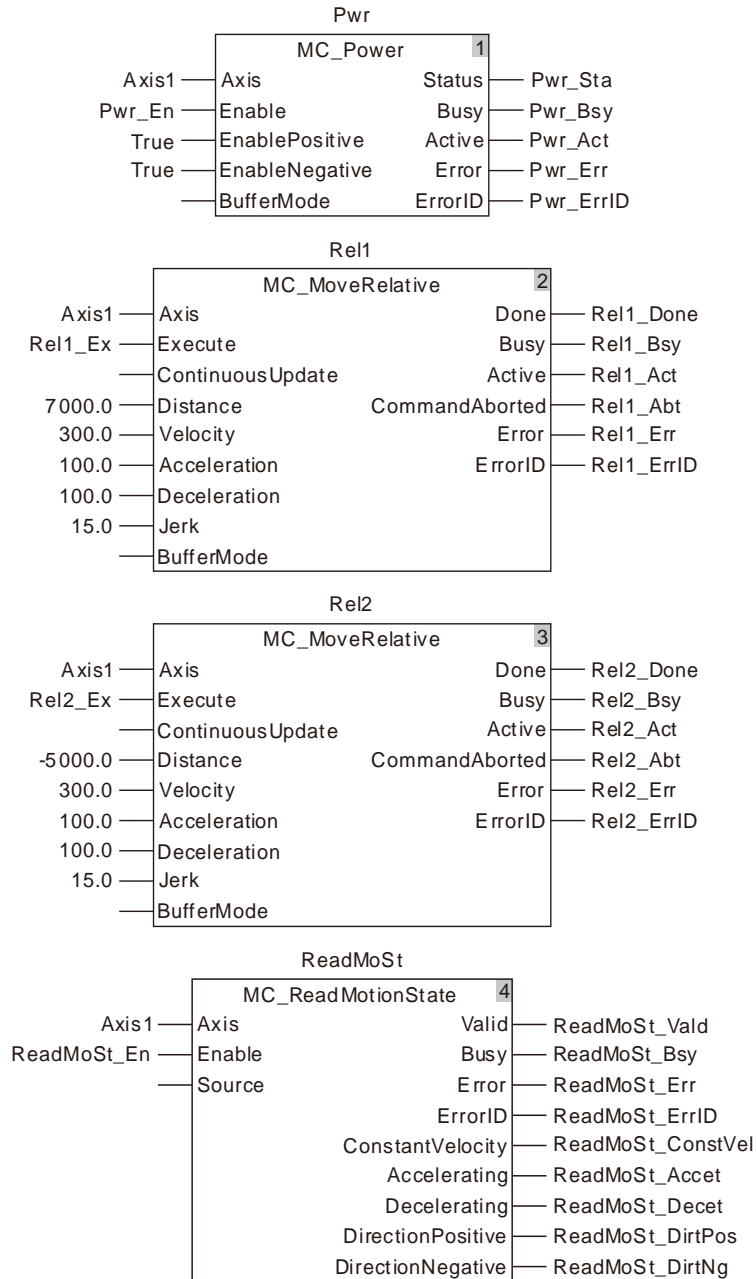 Pwr
MC_Power 1
Axis1 Axis Status Pwr_Sta
Pwr_En Enable Busy Pwr_Bsy
True EnablePositive Active Pwr_Act
True EnableNegative Error Pwr_Err
BufferMode ErrorID Pwr_ErrID
Rel1
MC_MoveRelative 2
Axis1 Axis Done Rel1_Done
Rel1_Ex Execute Busy Rel1_Bsy
ContinuousUpdate Active Rel1_Act
7000.0 Distance CommandAborted Rel1_Abt
300.0 Velocity Error Rel1_Err
100.0 Acceleration ErrorID Rel1_ErrID
100.0 Deceleration
15.0 Jerk
BufferMode
Rel2
MC_MoveRelative 3
Axis1 Axis Done Rel2_Done
Rel2_Ex Execute Busy Rel2_Bsy
ContinuousUpdate Active Rel2_Act
-5000.0 Distance CommandAborted Rel2_Abt
300.0 Velocity Error Rel2_Err
100.0 Acceleration ErrorID Rel2_ErrID
100.0 Deceleration
15.0 Jerk
BufferMode
ReadMoSt
MC_ReadMotionState 4
Axis1 Axis Valid ReadMoSt_Vald
ReadMoSt_En Enable Busy ReadMoSt_Bsy
Source Error ReadMoSt_Err
ErrorID ReadMoSt_ErrID
ConstantVelocity ReadMoSt_ConstVel
Accelerating ReadMoSt_Accet
Decelerating ReadMoSt_Decet
DirectionPositive ReadMoSt_DirtPos
DirectionNegative ReadMoSt_DirtNg